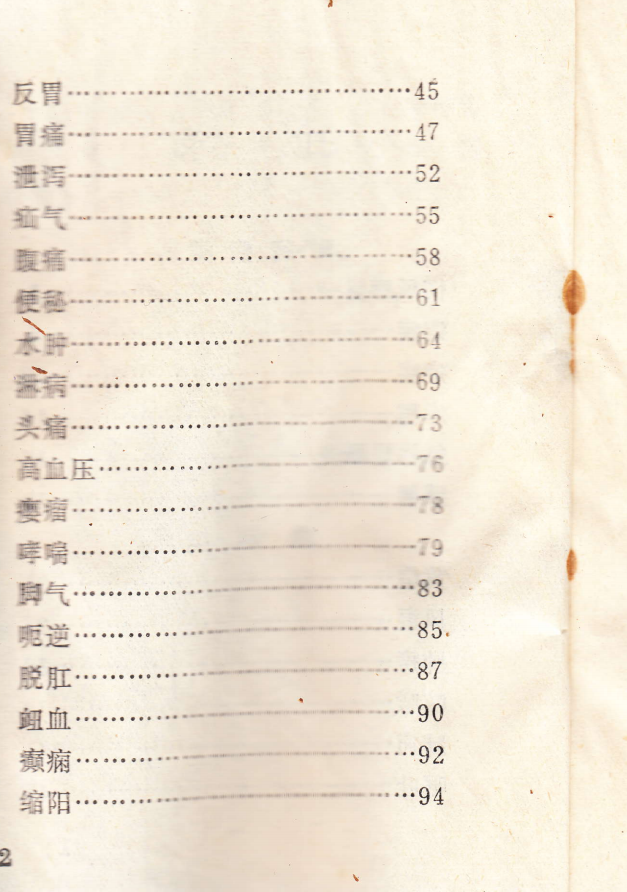 反胃……………………………………45
胃痛……………………………………47
泄泻……………………………………52
疝气……………………………………55
腹痛……………………………………58
便秘……………………………………61
水肿……………………………………64
淋病……………………………………69
头痛……………………………………73
高血压…………………………………76
瘿瘤……………………………………78
哮喘……………………………………79
脚气……………………………………83
呃逆……………………………………85
脱肛……………………………………87
衄血……………………………………90
癫痫……………………………………92
缩阳……………………………………94
2